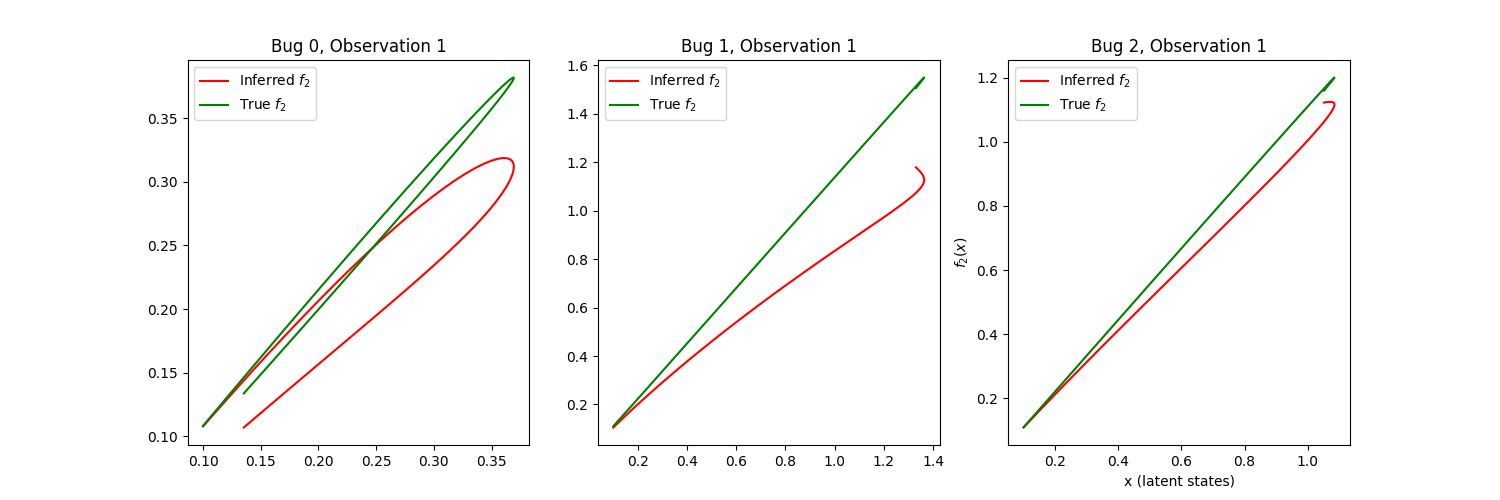 Bug 0, Observation 1
Inferred f₂
True f₂
0.35
0.30
0.25
0.20
0.15
0.10
0.10 0.15 0.20 0.25 0.30 0.35
Bug 1, Observation 1
Inferred f₂
True f₂
1.6
1.4
1.2
1.0
0.8
0.6
0.4
0.2
0.2 0.4 0.6 0.8 1.0 1.2 1.4
Bug 2, Observation 1
Inferred f₂
True f₂
f₂(x)
1.2
1.0
0.8
0.6
0.4
0.2
0.2 0.4 0.6 0.8 1.0
x (latent states)